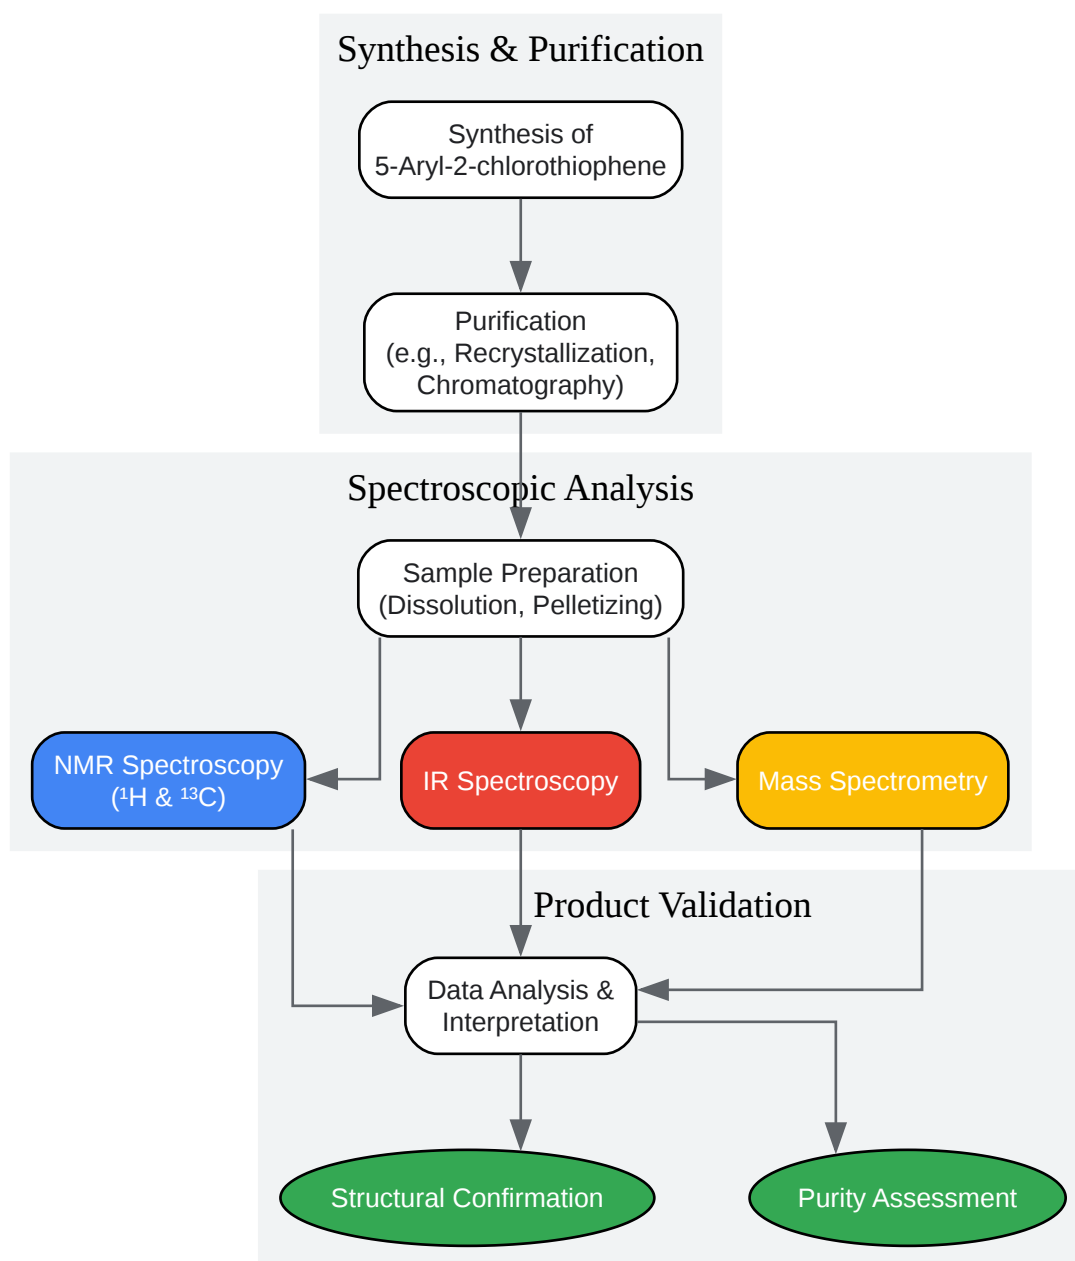 Synthesis & Purification
Synthesis of
5-Aryl-2-chlorothiophene
Purification
(e.g., Recrystallization,
Chromatography)
Spectroscopic Analysis
Sample Preparation
(Dissolution, Pelletizing)
NMR Spectroscopy
(¹H & ¹³C)
IR Spectroscopy
Mass Spectrometry
Product Validation
Data Analysis &
Interpretation
Structural Confirmation
Purity Assessment